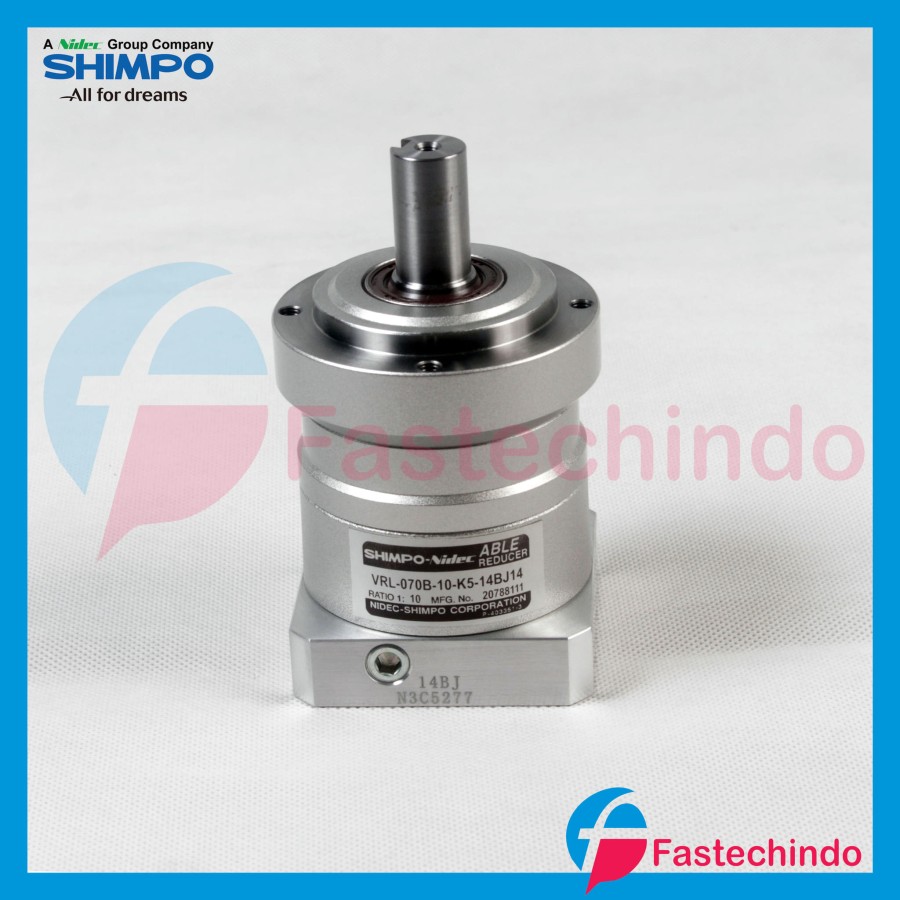 A Nidec Group Company
SHIMPO
All for dreams
Fastechindo
SHIMPO-Nidec ABLE REDUCER
VRL-070B-10-K5-14BJ14
RATIO 1: 10 MFG. No. 20788111
NIDEC-SHIMPO CORPORATION
14BJ
N3C5277
Fastechindo